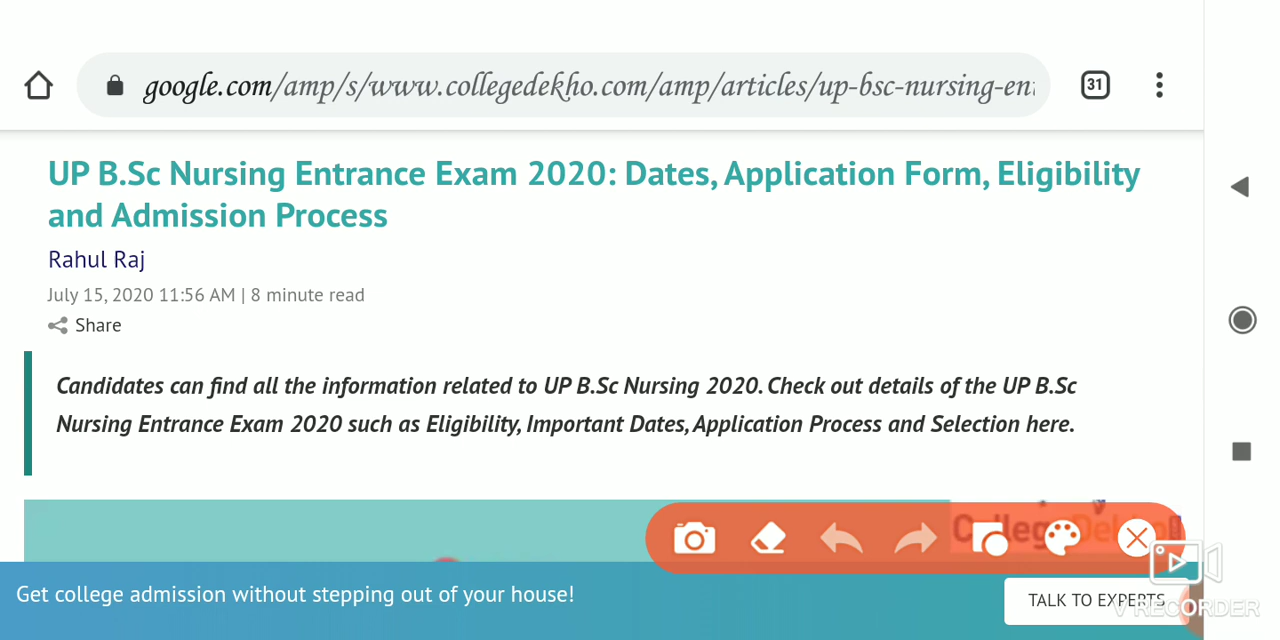 google.com/amp/s/www.collegedekho.com/amp/articles/up-bsc-nursing-en
31
UP B.Sc Nursing Entrance Exam 2020: Dates, Application Form, Eligibility
and Admission Process
Rahul Raj
July 15, 2020 11:56 AM | 8 minute read
Share
Candidates can find all the information related to UP B.Sc Nursing 2020. Check out details of the UP B.Sc
Nursing Entrance Exam 2020 such as Eligibility, Important Dates, Application Process and Selection here.
Get college admission without stepping out of your house!
TALK TO EXPERTS
V RECORDER